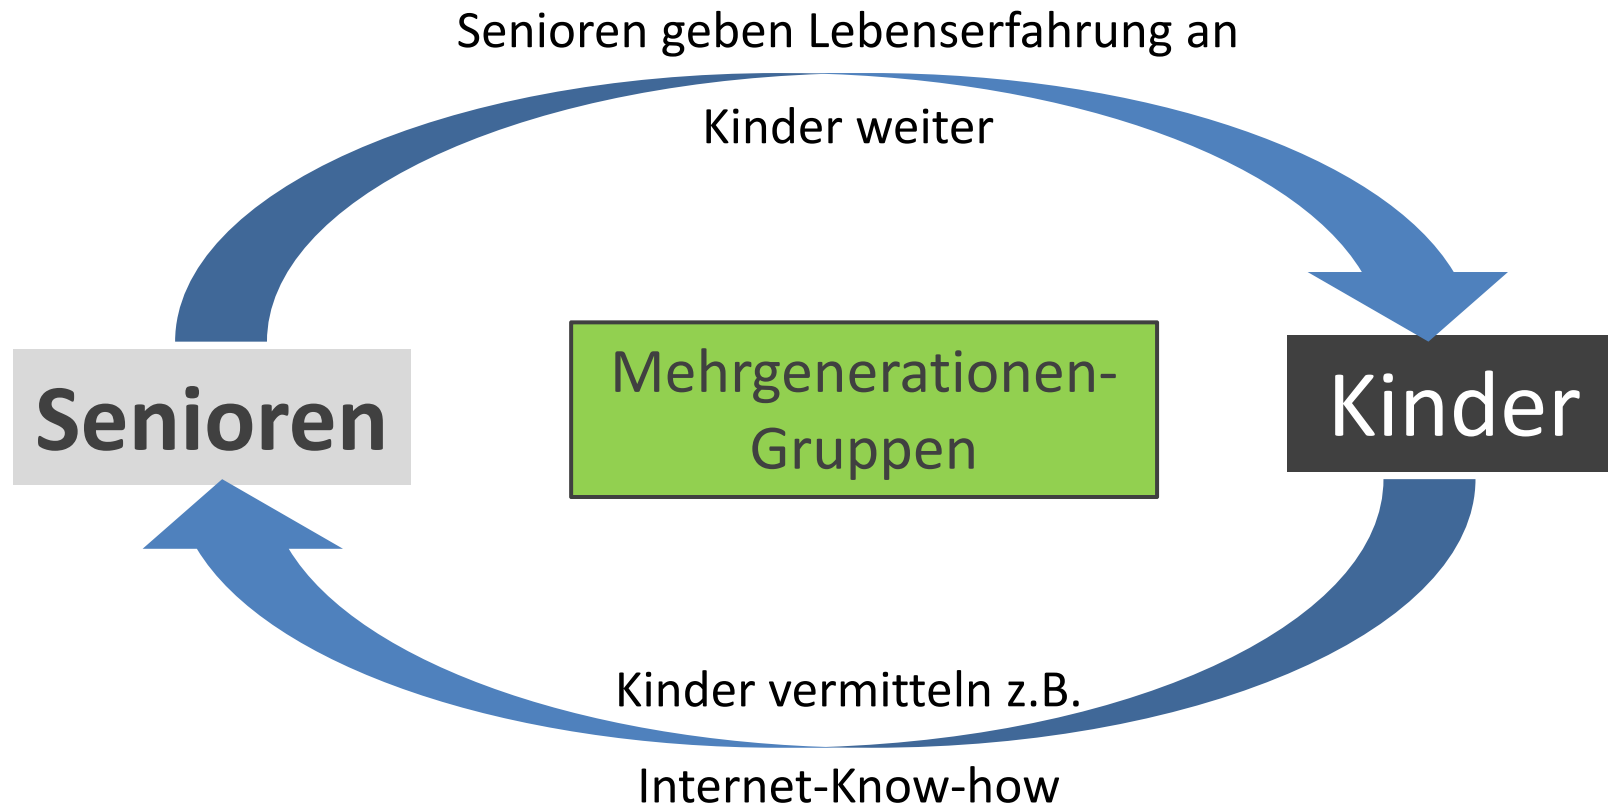 Senioren geben Lebenserfahrung an
Kinder weiter
Senioren
Mehrgenerationen-
Gruppen
Kinder
Kinder vermitteln z.B.
Internet-Know-how